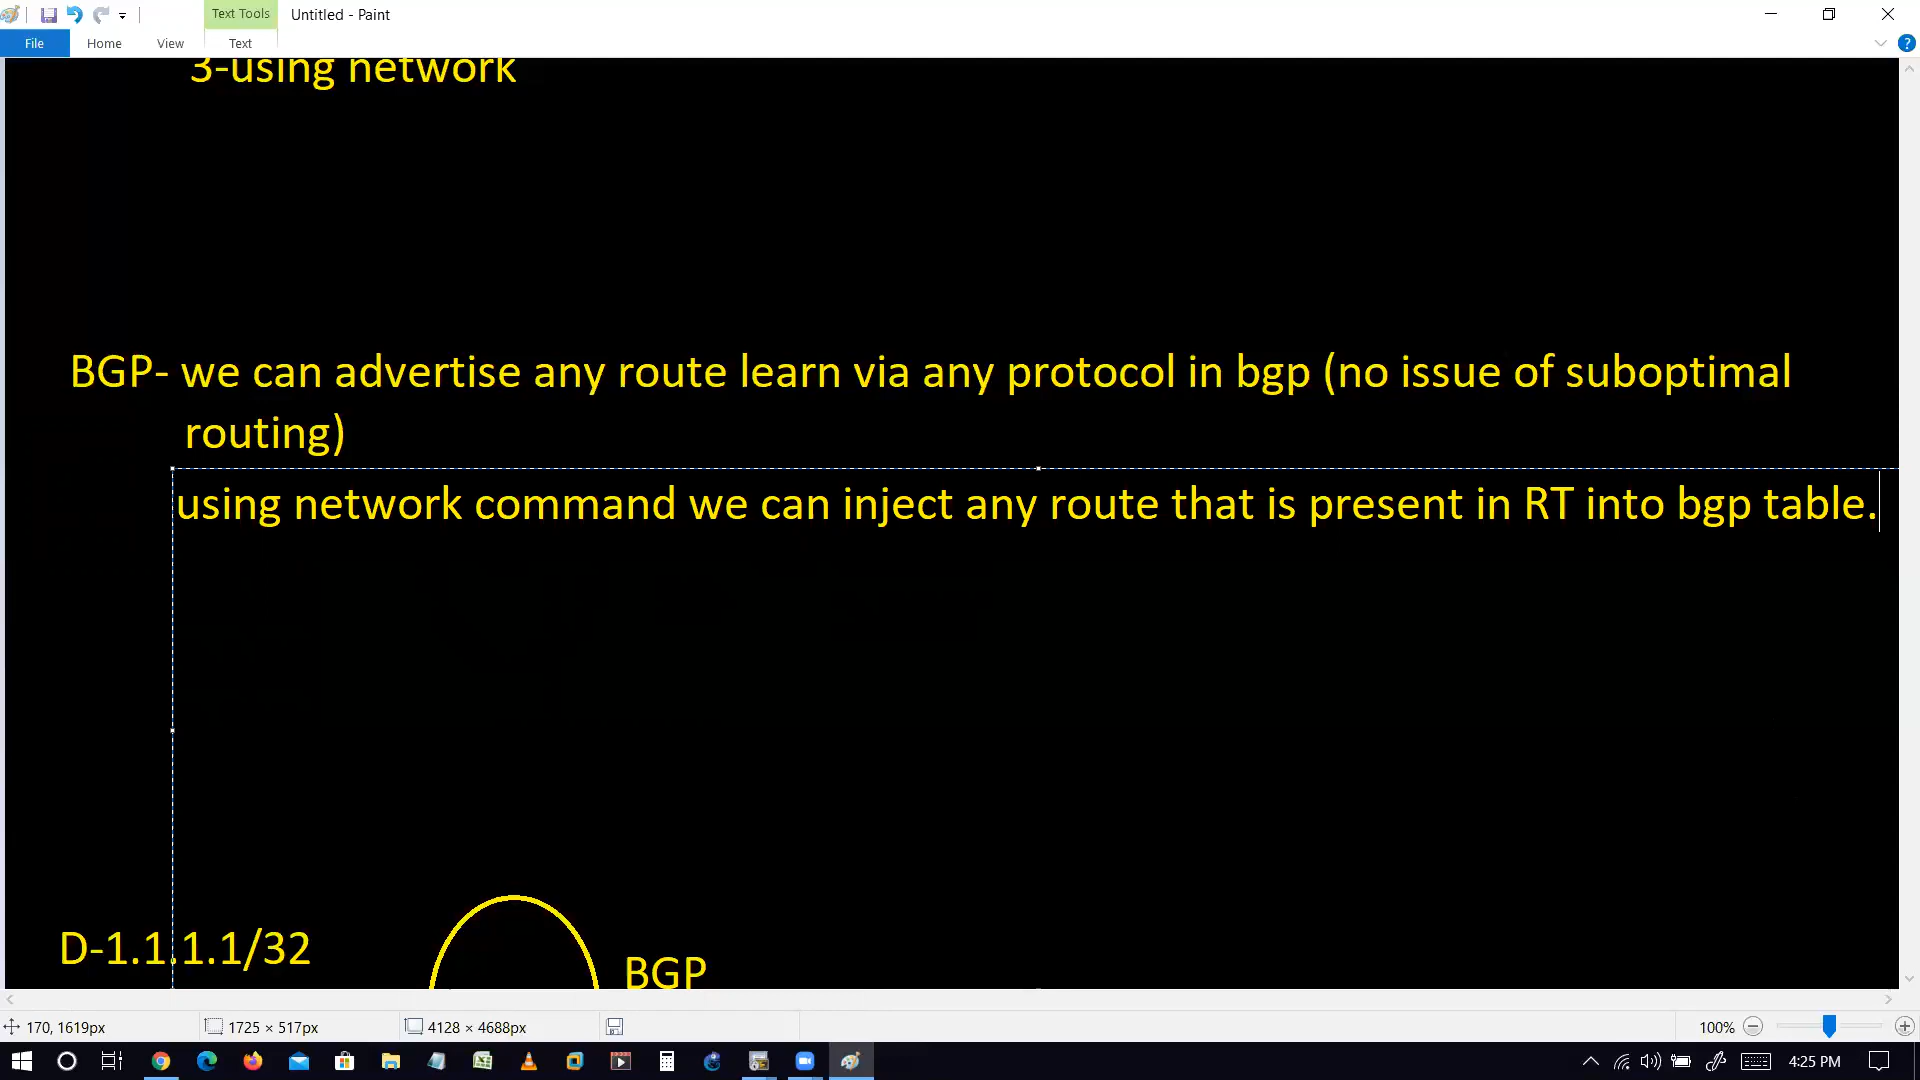 Text Tools
Untitled - Paint
File
Home
View
Text
3-using network
BGP- we can advertise any route learn via any protocol in bgp (no issue of suboptimal
routing)
using network command we can inject any route that is present in RT into bgp table.
D-1.1.1.1/32
BGP
170, 1619px
1725 × 517px
4128 × 4688px
100%
4:25 PM